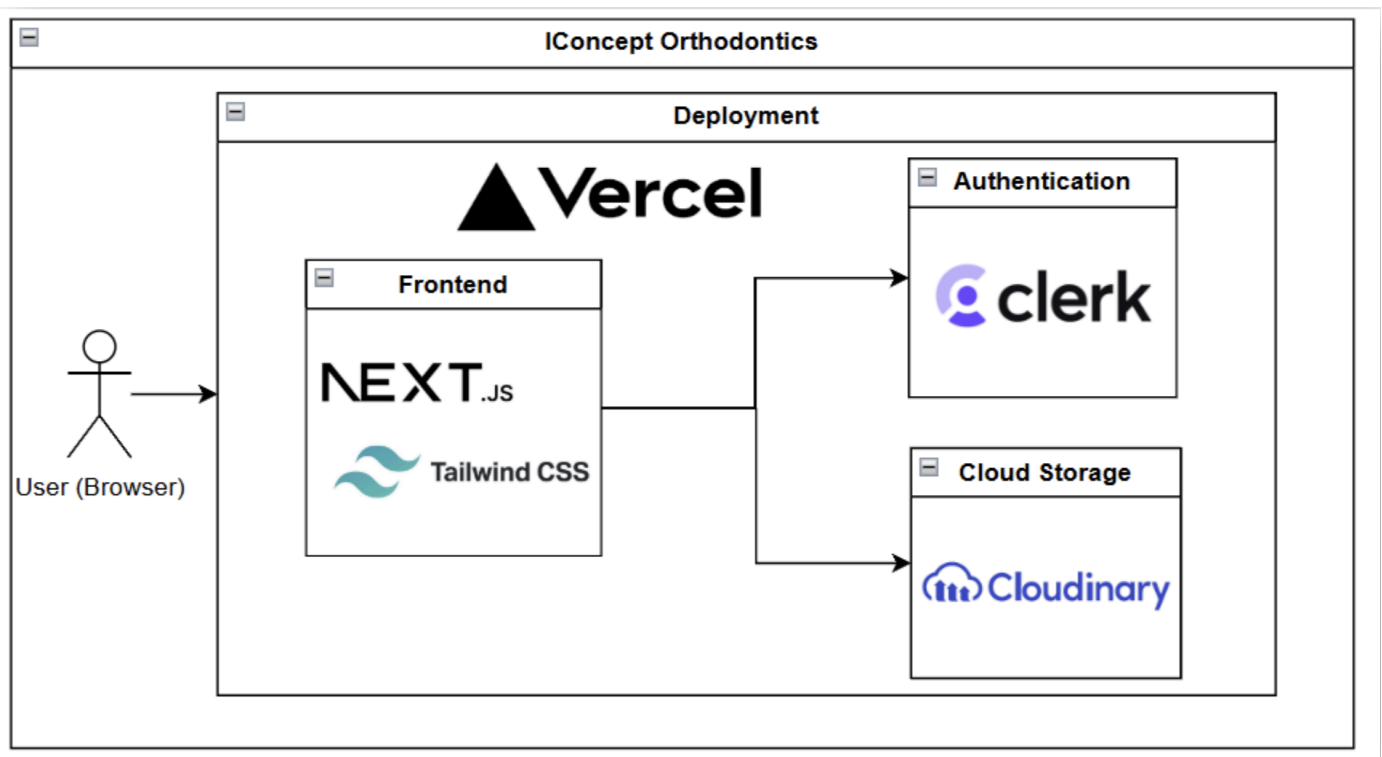 IConcept Orthodontics
Deployment
Vercel
Authentication
clerk
Frontend
NEXT.JS
Tailwind CSS
User (Browser)
Cloud Storage
Cloudinary